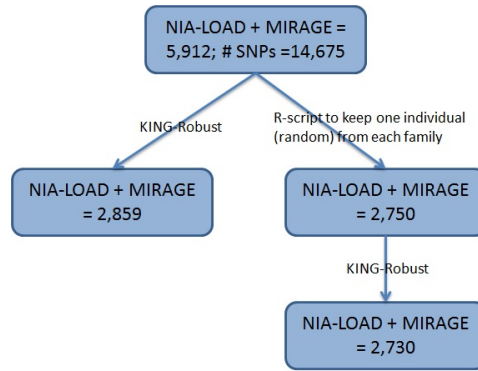 NIA-LOAD + MIRAGE =
5,912; # SNPs =14,675
KING-Robust
R-script to keep one individual
(random) from each family
NIA-LOAD + MIRAGE
= 2,859
NIA-LOAD + MIRAGE
= 2,750
KING-Robust
NIA-LOAD + MIRAGE
= 2,730